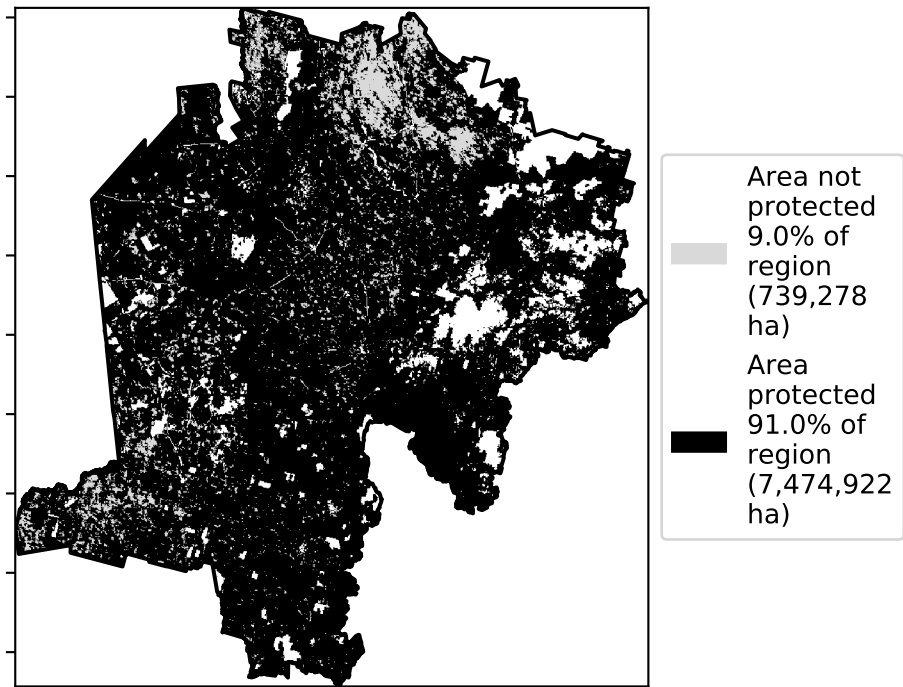 Area not
protected
9.0% of
region
(739,278
ha)
Area
protected
91.0% of
region
(7,474,922
ha)